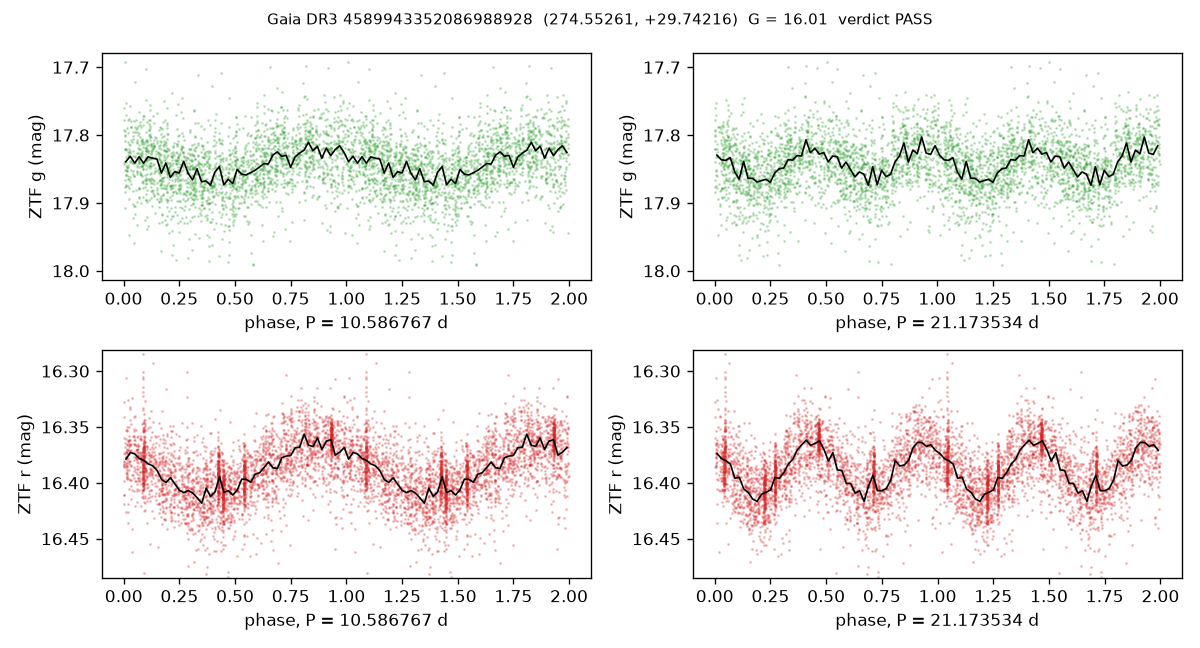 Gaia DR3 4589943352086988928 (274.55261, +29.74216) G = 16.01 verdict PASS
ZTF g (mag)
17.7
17.8
17.9
18.0
0.00 0.25 0.50 0.75 1.00 1.25 1.50 1.75 2.00
phase, P = 10.586767 d
ZTF g (mag)
17.7
17.8
17.9
18.0
0.00 0.25 0.50 0.75 1.00 1.25 1.50 1.75 2.00
phase, P = 21.173534 d
ZTF r (mag)
16.30
16.35
16.40
16.45
0.00 0.25 0.50 0.75 1.00 1.25 1.50 1.75 2.00
phase, P = 10.586767 d
ZTF r (mag)
16.30
16.35
16.40
16.45
0.00 0.25 0.50 0.75 1.00 1.25 1.50 1.75 2.00
phase, P = 21.173534 d